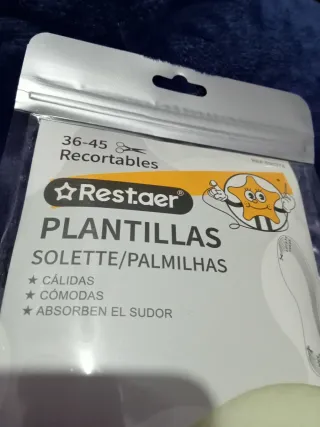 36-45
Recortables
Restaer®
PLANTILLAS
SOLETTE/PALMILHAS
★ CÁLIDAS
★ CÓMODAS
★ ABSORBEN EL SUDOR